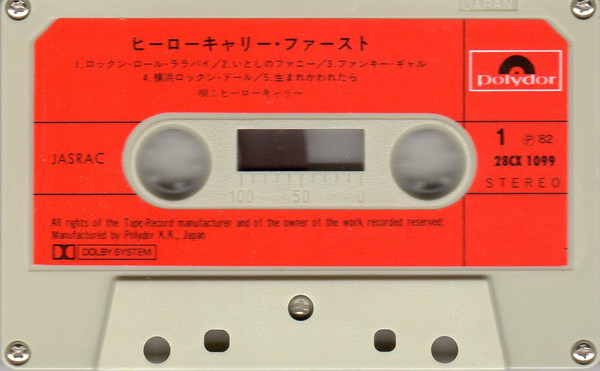 JAPAN
ヒーローキャリー・ファースト
1.ロックン・ロール・ララバイ/2.いとしのファニー/3.ファンキー・ギャル
4.横浜ロックン・ドール/5.生まれかわれたら
唄:ヒーローキャリー
polydor
JASRAC
1 Ⓟ'82
28CX 1099
STEREO
100 50 0
All rights of the Tape-Record manufacturer and of the owner of the work recorded reserved.
Manufactured by Polydor K.K., Japan
DOLBY SYSTEM